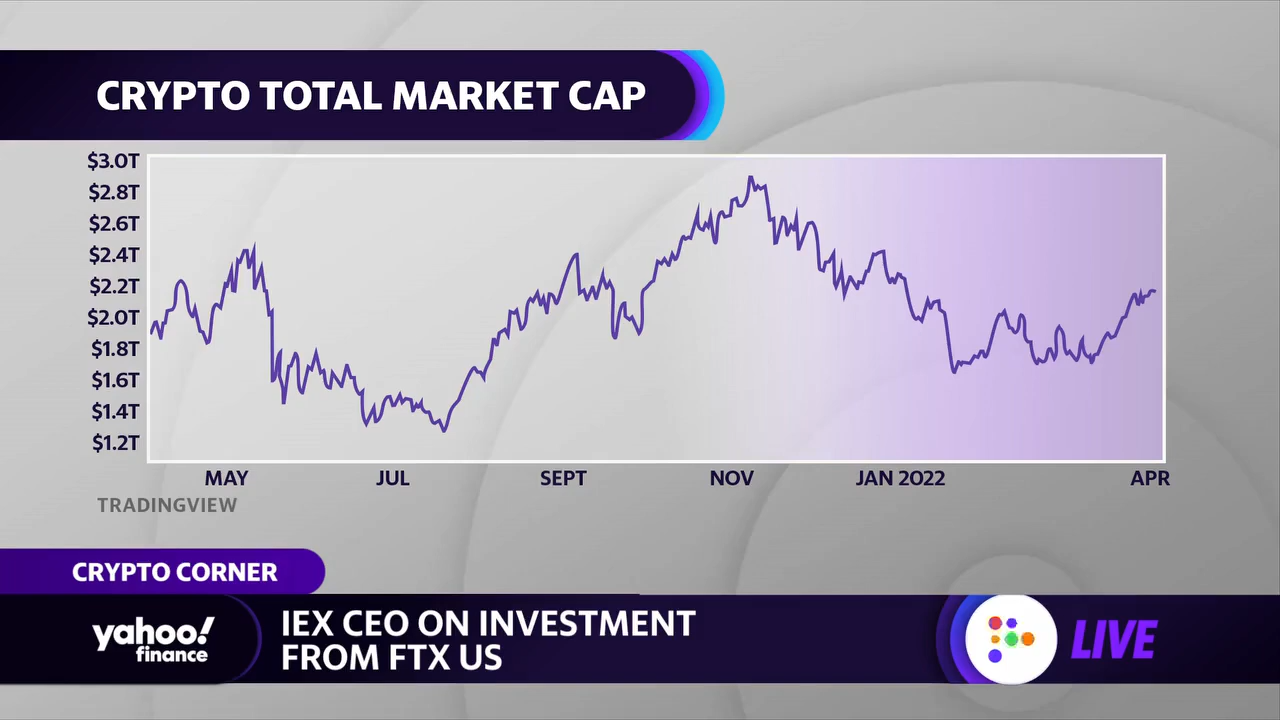 CRYPTO TOTAL MARKET CAP
$3.0T
$2.8T
$2.6T
$2.4T
$2.2T
$2.0T
$1.8T
$1.6T
$1.4T
$1.2T
MAY JUL SEPT NOV JAN 2022 APR
TRADINGVIEW
CRYPTO CORNER
yahoo!
finance
IEX CEO ON INVESTMENT
FROM FTX US
LIVE